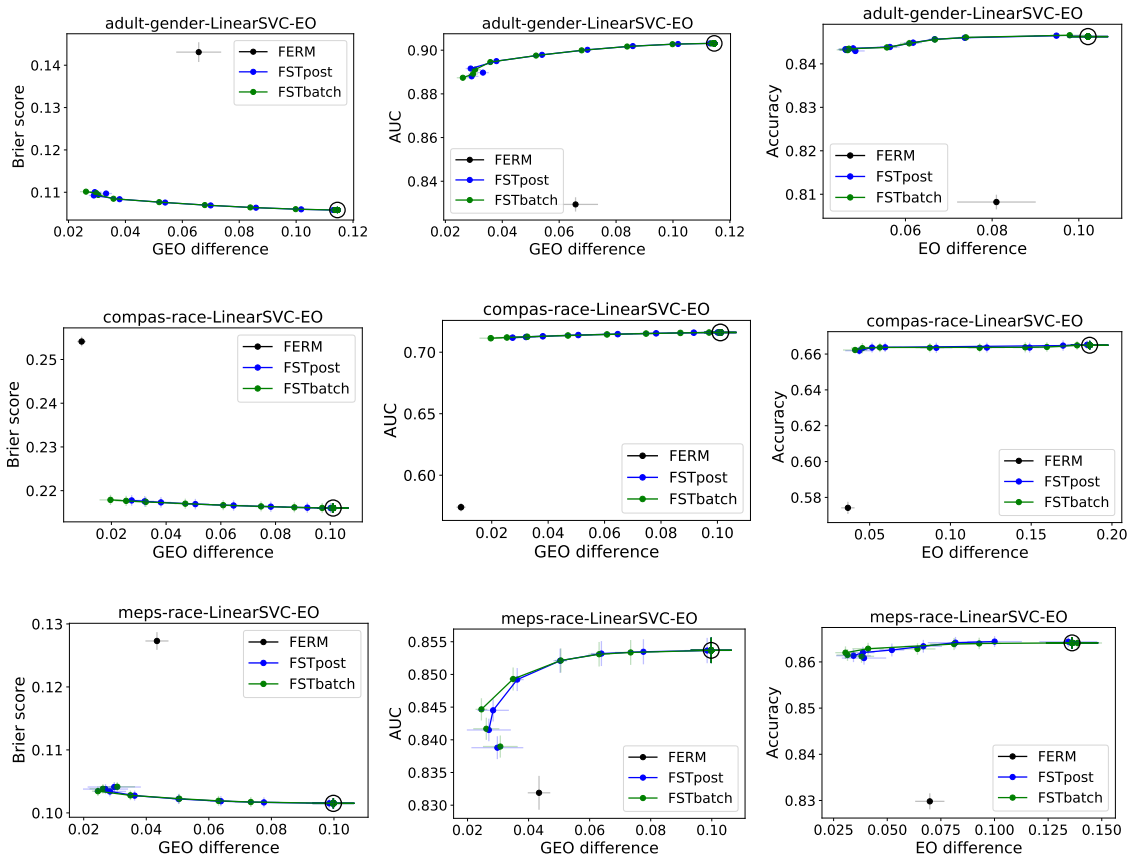 adult-gender-LinearSVC-EO
0.14
0.13
0.12
0.11
Brier score
FERM
FSTpost
FSTbatch
0.02 0.04 0.06 0.08 0.10 0.12
GEO difference
adult-gender-LinearSVC-EO
0.90
0.88
0.86
0.84
AUC
FERM
FSTpost
FSTbatch
0.02 0.04 0.06 0.08 0.10 0.12
GEO difference
adult-gender-LinearSVC-EO
0.84
0.83
0.82
0.81
Accuracy
FERM
FSTpost
FSTbatch
0.06 0.08 0.10
EO difference
compas-race-LinearSVC-EO
0.25
0.24
0.23
0.22
Brier score
FERM
FSTpost
FSTbatch
0.02 0.04 0.06 0.08 0.10
GEO difference
compas-race-LinearSVC-EO
0.70
0.65
0.60
AUC
FERM
FSTpost
FSTbatch
0.02 0.04 0.06 0.08 0.10
GEO difference
compas-race-LinearSVC-EO
0.66
0.64
0.62
0.60
0.58
Accuracy
FERM
FSTpost
FSTbatch
0.05 0.10 0.15 0.20
EO difference
meps-race-LinearSVC-EO
0.13
0.12
0.11
0.10
Brier score
FERM
FSTpost
FSTbatch
0.02 0.04 0.06 0.08 0.10
GEO difference
meps-race-LinearSVC-EO
0.855
0.850
0.845
0.840
0.835
0.830
AUC
FERM
FSTpost
FSTbatch
0.02 0.04 0.06 0.08 0.10
GEO difference
meps-race-LinearSVC-EO
0.86
0.85
0.84
0.83
Accuracy
FERM
FSTpost
FSTbatch
0.025 0.050 0.075 0.100 0.125 0.150
EO difference